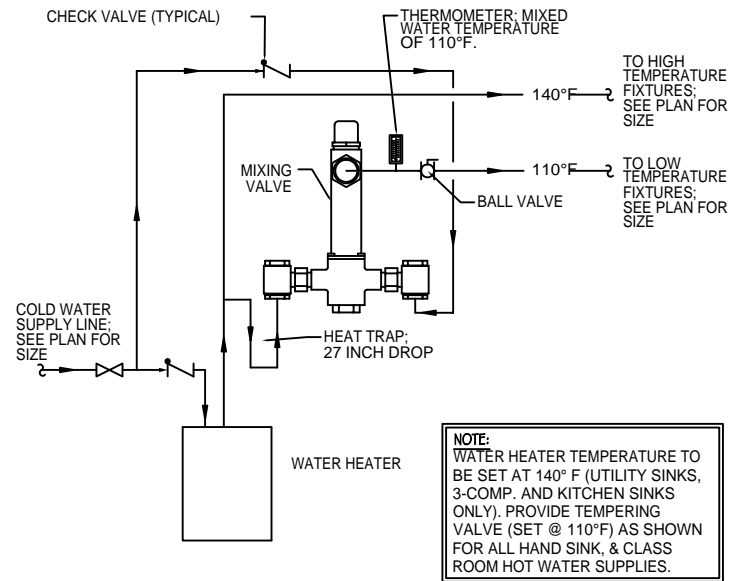 CHECK VALVE (TYPICAL)
THERMOMETER; MIXED
WATER TEMPERATURE
OF 110°F.
140°F
TO HIGH
TEMPERATURE
FIXTURES;
SEE PLAN FOR
SIZE
MIXING
VALVE
110°F
TO LOW
TEMPERATURE
FIXTURES;
SEE PLAN FOR
SIZE
BALL VALVE
COLD WATER
SUPPLY LINE;
SEE PLAN FOR
SIZE
HEAT TRAP;
27 INCH DROP
WATER HEATER
NOTE:
WATER HEATER TEMPERATURE TO
BE SET AT 140° F (UTILITY SINKS,
3-COMP. AND KITCHEN SINKS
ONLY). PROVIDE TEMPERING
VALVE (SET @ 110°F) AS SHOWN
FOR ALL HAND SINK, & CLASS
ROOM HOT WATER SUPPLIES.